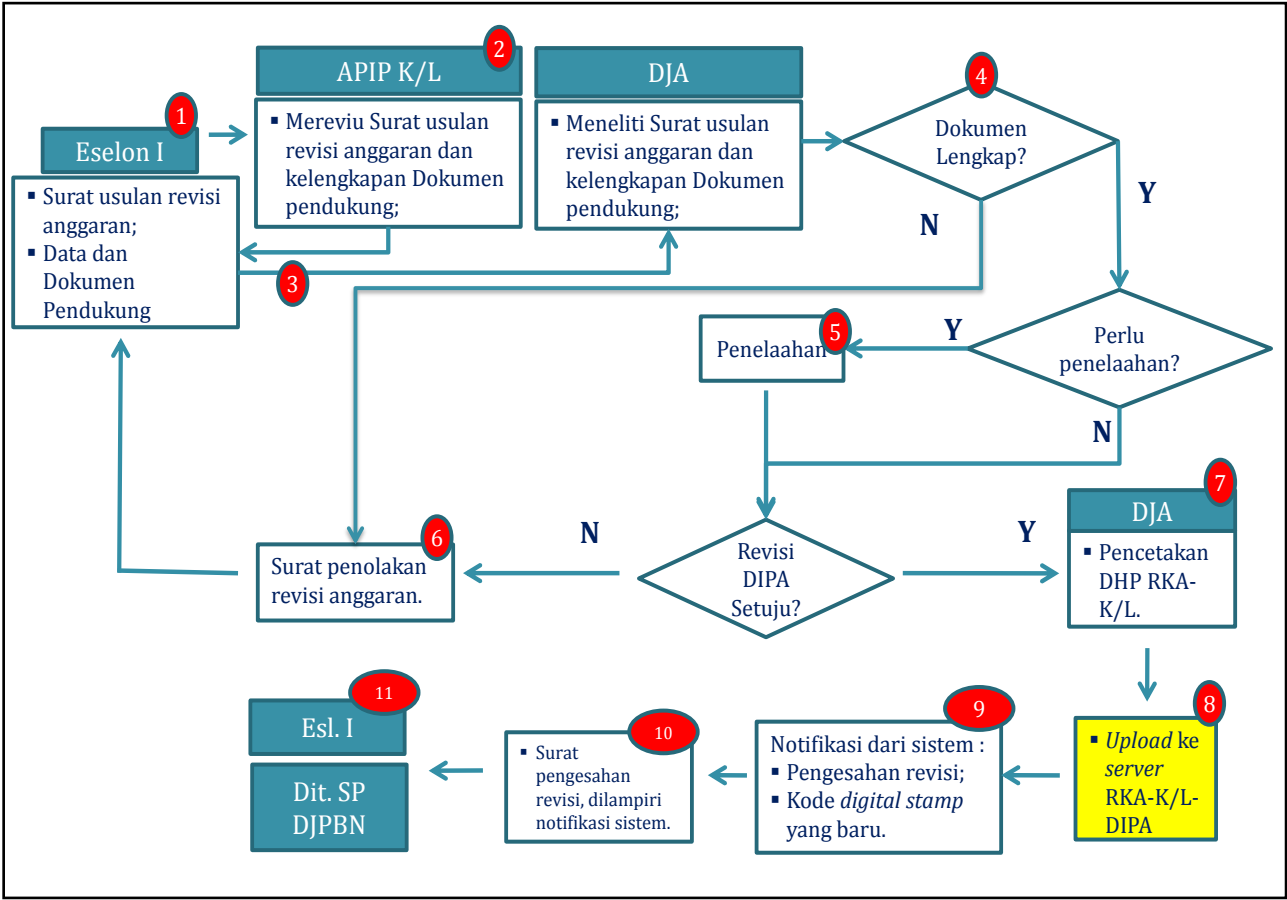 1
Eselon I
▪ Surat usulan revisi
anggaran;
▪ Data dan
Dokumen
Pendukung
2
APIP K/L
▪ Mereviu Surat usulan
revisi anggaran dan
kelengkapan Dokumen
pendukung;
3
DJA
▪ Meneliti Surat usulan
revisi anggaran dan
kelengkapan Dokumen
pendukung;
4
Dokumen
Lengkap?
N
Y
Perlu
penelaahan?
Y
N
5
Penelaahan
Revisi
DIPA
Setuju?
N
Y
6
Surat penolakan
revisi anggaran.
7
DJA
▪ Pencetakan
DHP RKA-
K/L.
8
▪ Upload ke
server
RKA-K/L-
DIPA
9
Notifikasi dari sistem :
▪ Pengesahan revisi;
▪ Kode digital stamp
yang baru.
10
▪ Surat
pengesahan
revisi, dilampiri
notifikasi sistem.
11
Esl. I
Dit. SP
DJPBN